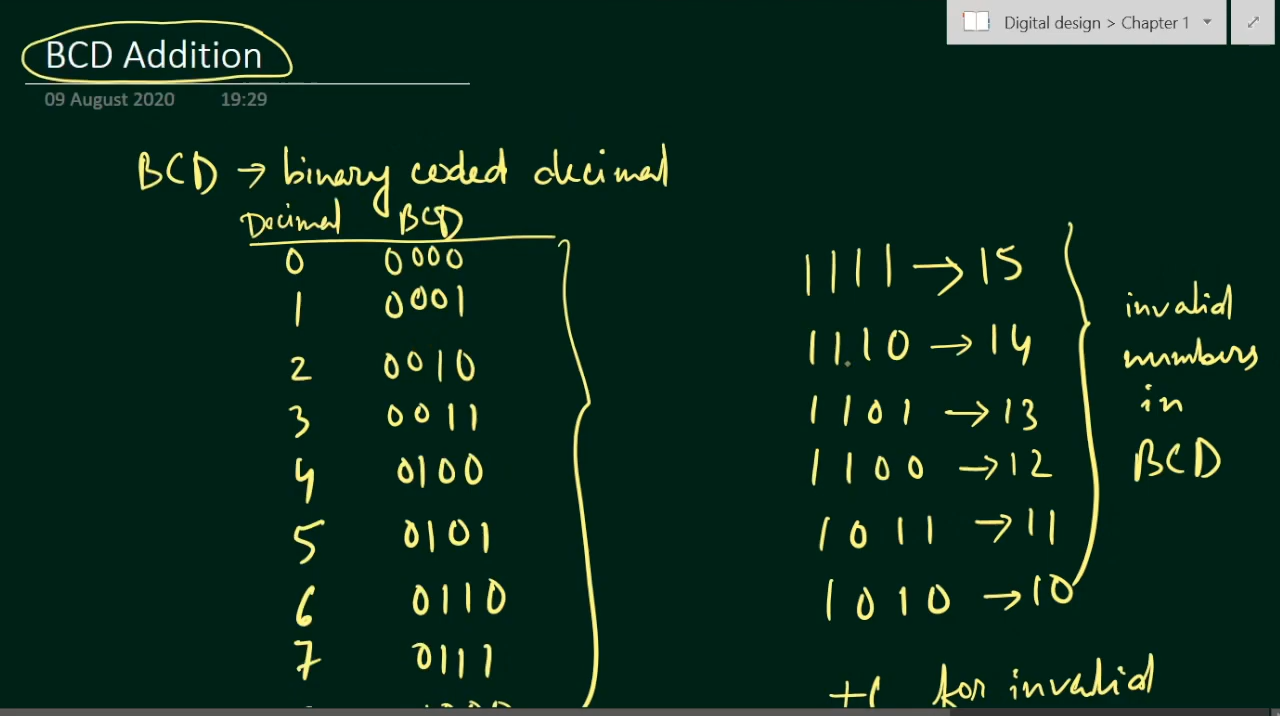 Digital design > Chapter 1
BCD Addition
09 August 2020 19:29
BCD → binary coded decimal
Decimal BCD
0 0000
1 0001
2 0010
3 0011
4 0100
5 0101
6 0110
7 0111
1111 → 15
1110 → 14
1101 → 13
1100 → 12
1011 → 11
1010 → 10
invalid
numbers
in
BCD
for invalid